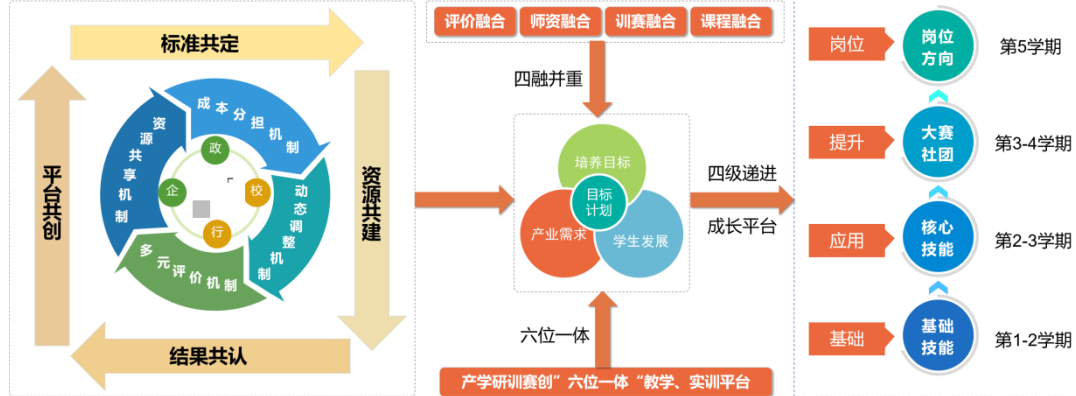 标准共定
平台共创
资源共建
结果共认
成本分担机制
动态调整机制
多元评价机制
资源共享机制
政
校
行
企
评价融合
师资融合
训赛融合
课程融合
四融并重
培养目标
目标
计划
产业需求
学生发展
六位一体
产学研训赛创”六位一体“教学、实训平台
四级递进
成长平台
岗位
岗位
方向
第5学期
提升
大赛
社团
第3-4学期
应用
核心
技能
第2-3学期
基础
基础
技能
第1-2学期